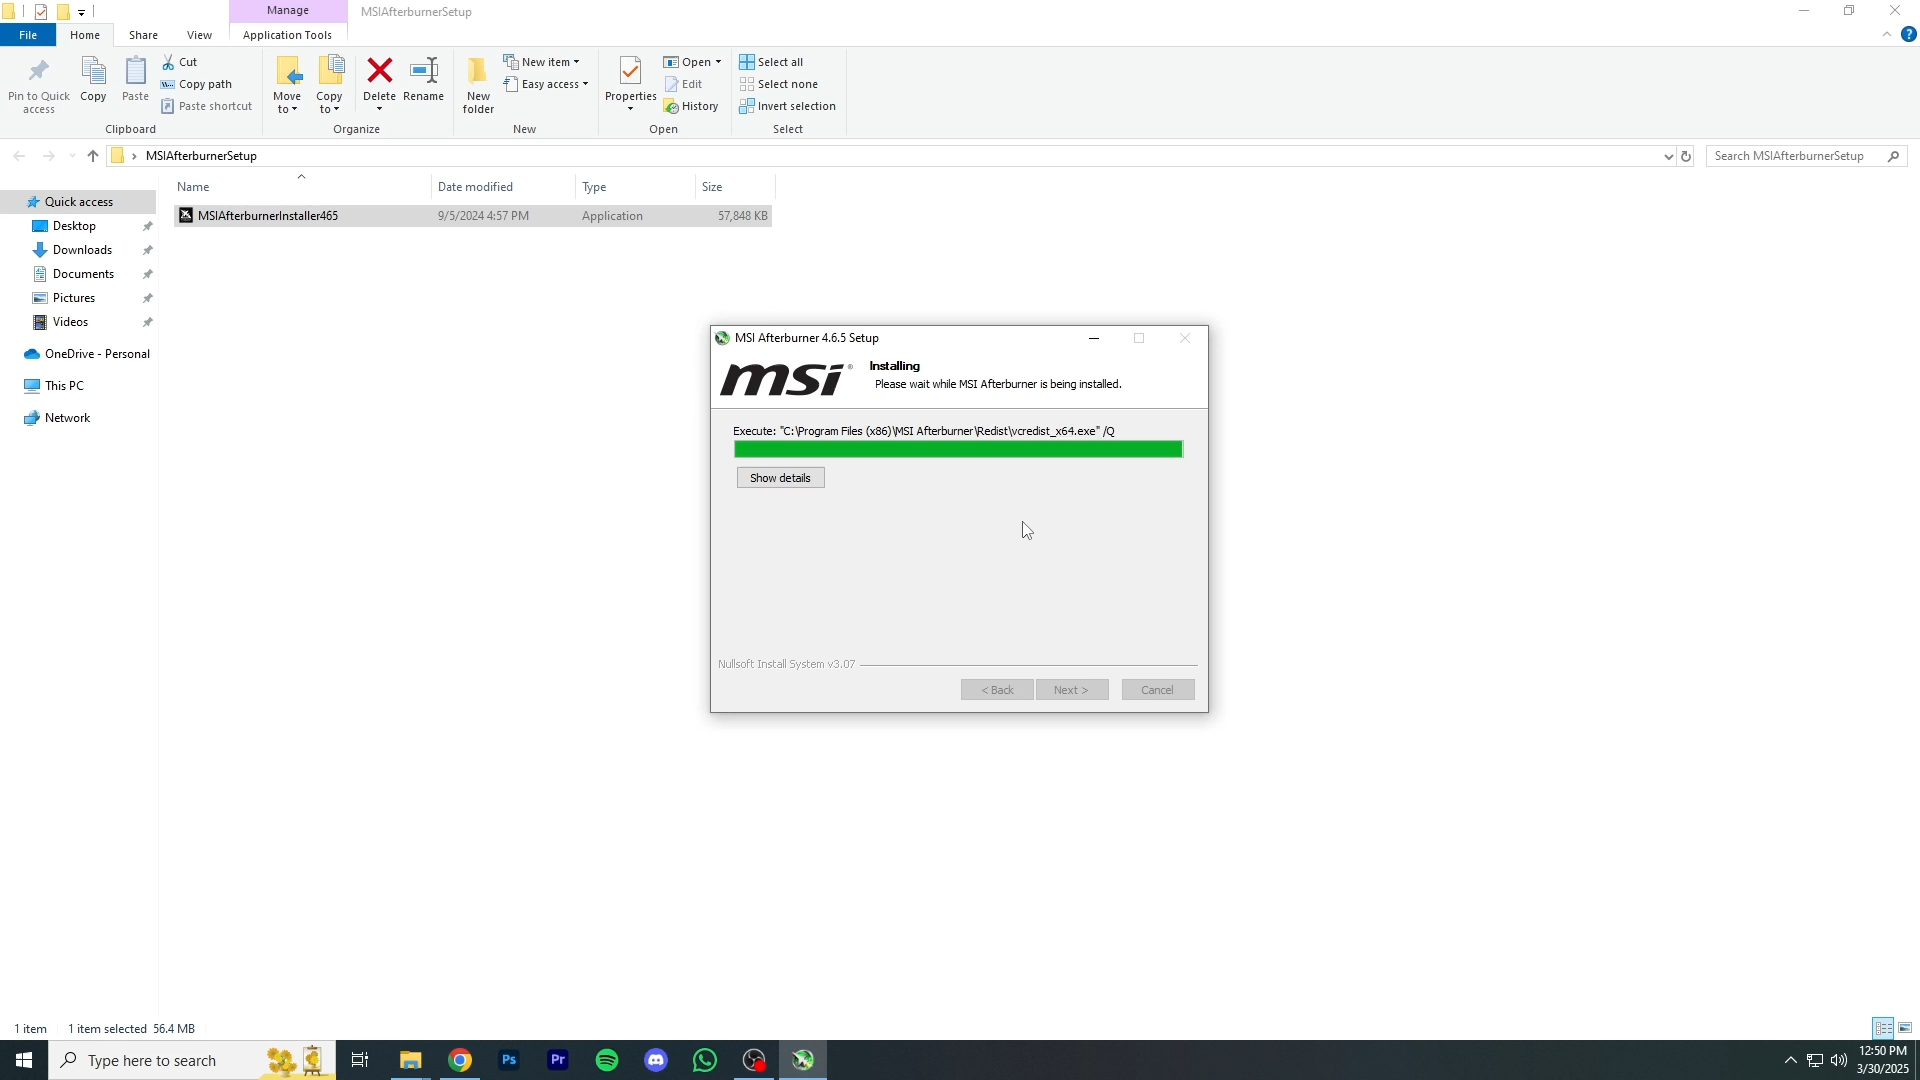 Manage
MSIAfterburnerSetup
File
Home
Share
View
Application Tools
Pin to Quick access
Copy
Paste
Cut
Copy path
Paste shortcut
Clipboard
Move to
Copy to
Delete
Rename
Organize
New folder
New item
Easy access
New
Properties
Open
Edit
History
Open
Select all
Select none
Invert selection
Select
MSIAfterburnerSetup
Search MSIAfterburnerSetup
Name
Date modified
Type
Size
MSIAfterburnerInstaller465
9/5/2024 4:57 PM
Application
57,848 KB
Quick access
Desktop
Downloads
Documents
Pictures
Videos
OneDrive - Personal
This PC
Network
MSI Afterburner 4.6.5 Setup
msi
Installing
Please wait while MSI Afterburner is being installed.
Execute: "C:\Program Files (x86)\MSI Afterburner\Redist\vcredist_x64.exe" /Q
Show details
Nullsoft Install System v3.07
< Back
Next >
Cancel
1 item
1 item selected 56.4 MB
Type here to search
Ps
Pr
12:50 PM
3/30/2025